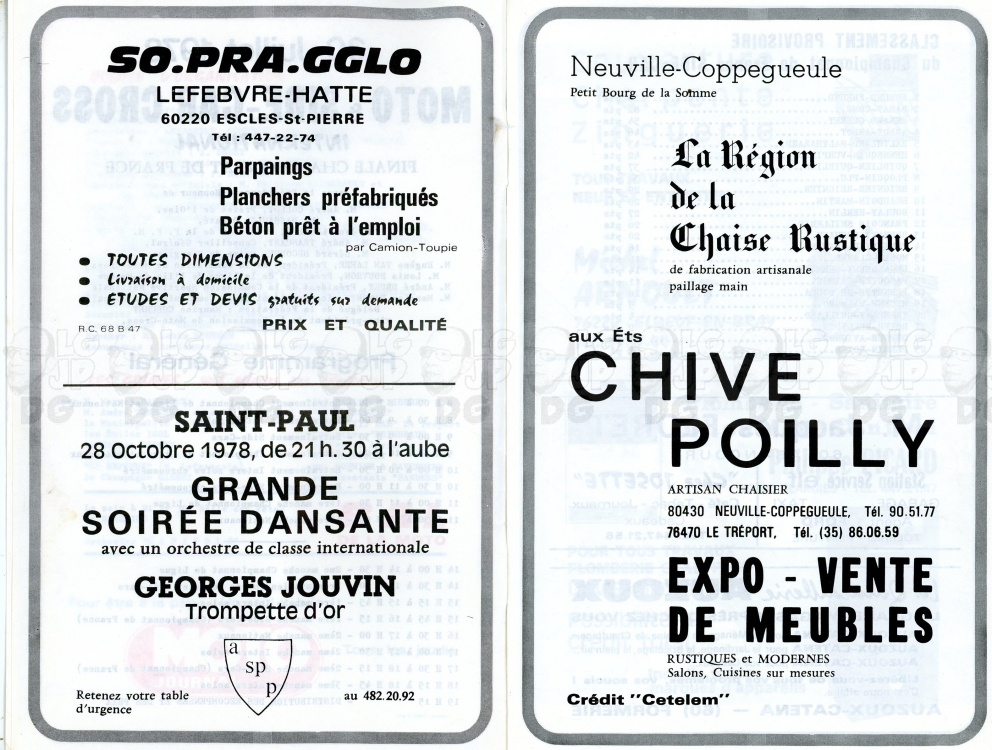 SO.PRA.GGLO
LEFEBVRE-HATTE
60220 ESCLES-St-PIERRE
Tél : 447-22-74
Parpaings
Planchers préfabriqués
Béton prêt à l'emploi
par Camion-Toupie
• TOUTES DIMENSIONS
• Livraison à domicile
• ETUDES ET DEVIS gratuits sur demande
R.C. 68 B 47
PRIX ET QUALITÉ
SAINT-PAUL
28 Octobre 1978, de 21 h. 30 à l'aube
GRANDE
SOIRÉE DANSANTE
avec un orchestre de classe internationale
GEORGES JOUVIN
Trompette d'or
a
sp
p
Retenez votre table
d'urgence
au 482.20.92
Neuville-Coppegueule
Petit Bourg de la Somme
La Région
de la
Chaise Rustique
de fabrication artisanale
paillage main
aux Éts
CHIVE
POILLY
ARTISAN CHAISIER
80430 NEUVILLE-COPPEGUEULE, Tél. 90.51.77
76470 LE TRÉPORT, Tél. (35) 86.06.59
EXPO - VENTE
DE MEUBLES
RUSTIQUES et MODERNES
Salons, Cuisines sur mesures
Crédit "Cetelem"